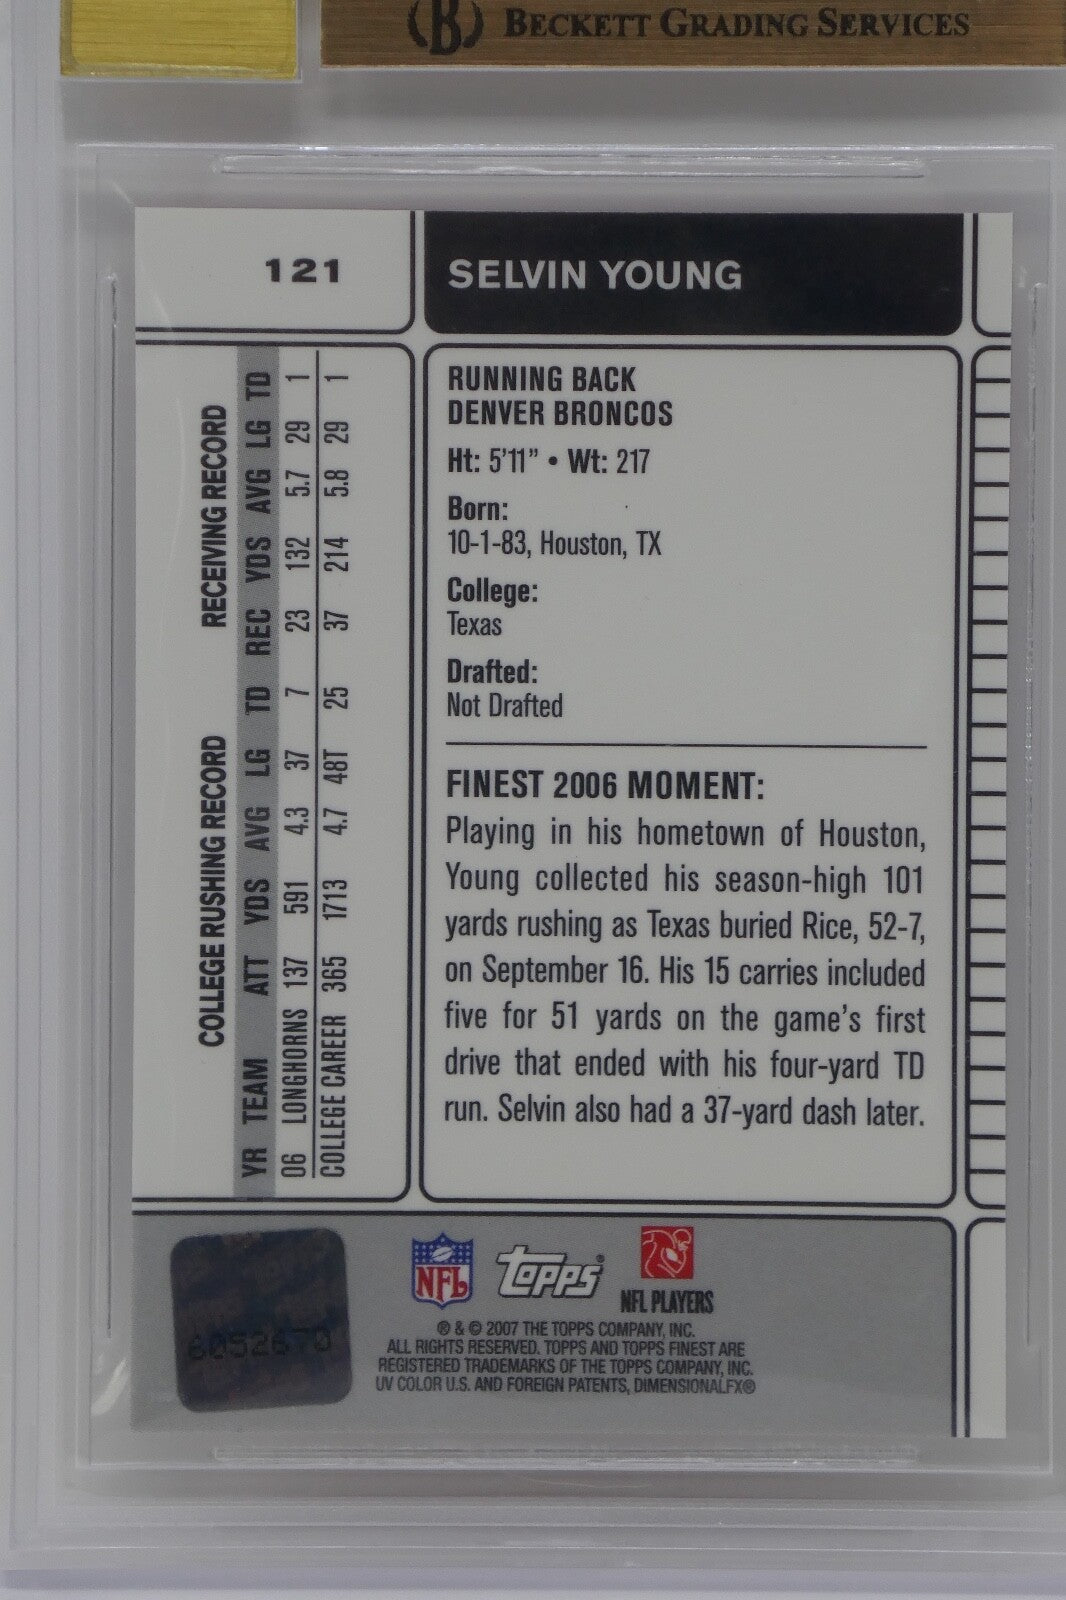 BECKETT GRADING SERVICES
121
SELVIN YOUNG
RUNNING BACK
DENVER BRONCOS
Ht: 5'11" • Wt: 217
Born:
10-1-83, Houston, TX
College:
Texas
Drafted:
Not Drafted
FINEST 2006 MOMENT:
Playing in his hometown of Houston,
Young collected his season-high 101
yards rushing as Texas buried Rice, 52-7,
on September 16. His 15 carries included
five for 51 yards on the game's first
drive that ended with his four-yard TD
run. Selvin also had a 37-yard dash later.
COLLEGE RUSHING RECORD RECEIVING RECORD
YR TEAM ATT YDS AVG LG TD REC YDS AVG LG TD
06 LONGHORNS 137 591 4.3 37 7 23 132 5.7 29 1
COLLEGE CAREER 365 1713 4.7 48T 25 37 214 5.8 29 1
6052670
NFL
Topps®
NFL PLAYERS
® & © 2007 THE TOPPS COMPANY, INC.
ALL RIGHTS RESERVED. TOPPS AND TOPPS FINEST ARE
REGISTERED TRADEMARKS OF THE TOPPS COMPANY, INC.
UV COLOR U.S. AND FOREIGN PATENTS, DIMENSIONALFX®